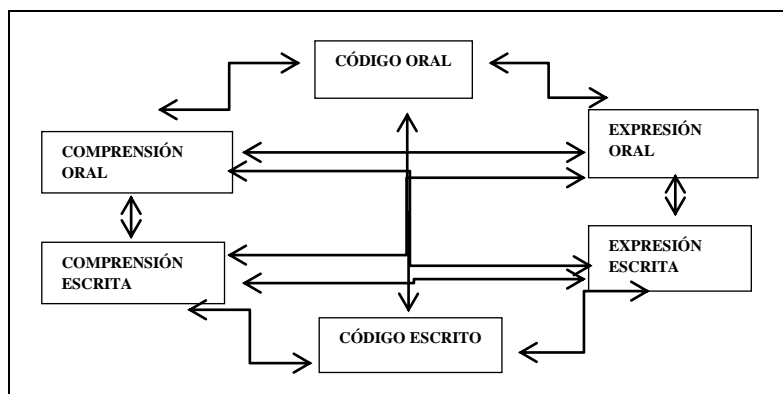 CÓDIGO ORAL
COMPRENSIÓN
ORAL
EXPRESIÓN
ORAL
COMPRENSIÓN
ESCRITA
EXPRESIÓN
ESCRITA
CÓDIGO ESCRITO